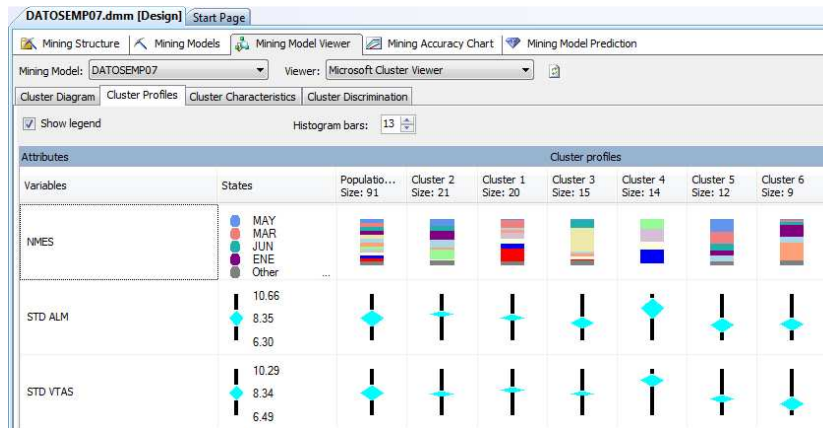 DATOSEMP07.dmm [Design] Start Page
Mining Structure Mining Models Mining Model Viewer Mining Accuracy Chart Mining Model Prediction
Mining Model: DATOSEMP07 Viewer: Microsoft Cluster Viewer
Cluster Diagram Cluster Profiles Cluster Characteristics Cluster Discrimination
Show legend Histogram bars: 13
Attributes Cluster profiles
Variables States Populatio... Size: 91 Cluster 2 Size: 21 Cluster 1 Size: 20 Cluster 3 Size: 15 Cluster 4 Size: 14 Cluster 5 Size: 12 Cluster 6 Size: 9
NMES
MAY
MAR
JUN
ENE
Other ...
STD ALM
10.66
8.35
6.30
STD VTAS
10.29
8.34
6.49